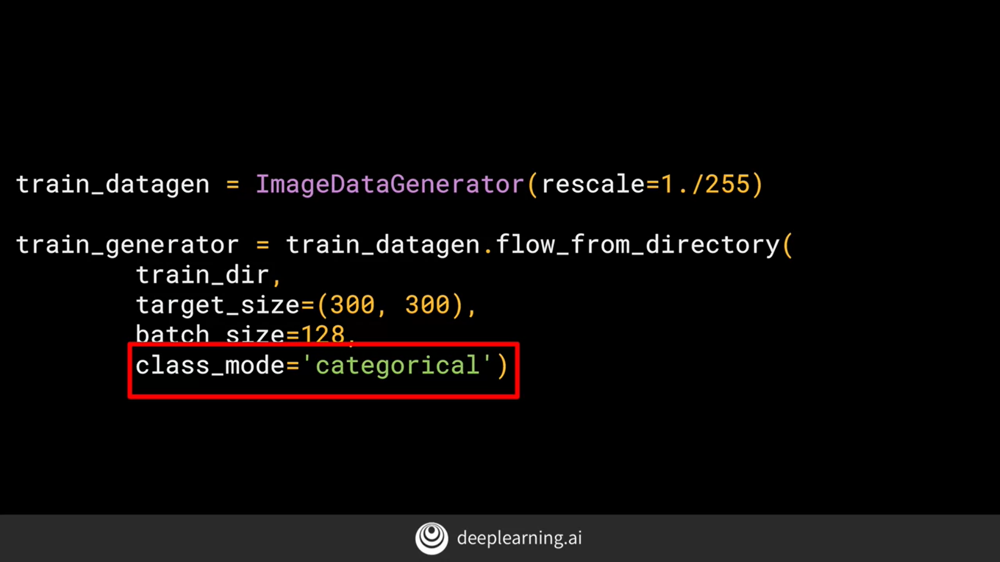 train_datagen = ImageDataGenerator(rescale=1./255)
train_generator = train_datagen.flow_from_directory(
train_dir,
target_size=(300, 300),
batch_size=128,
class_mode='categorical')
deeplearning.ai